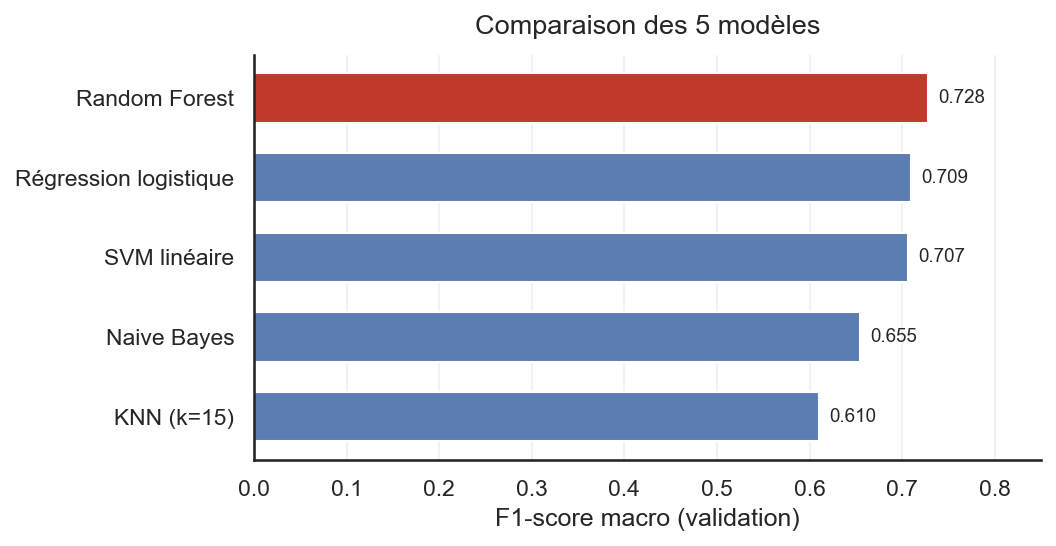 Comparaison des 5 modèles
Random Forest 0.728
Régression logistique 0.709
SVM linéaire 0.707
Naive Bayes 0.655
KNN (k=15) 0.610
0.0 0.1 0.2 0.3 0.4 0.5 0.6 0.7 0.8
F1-score macro (validation)